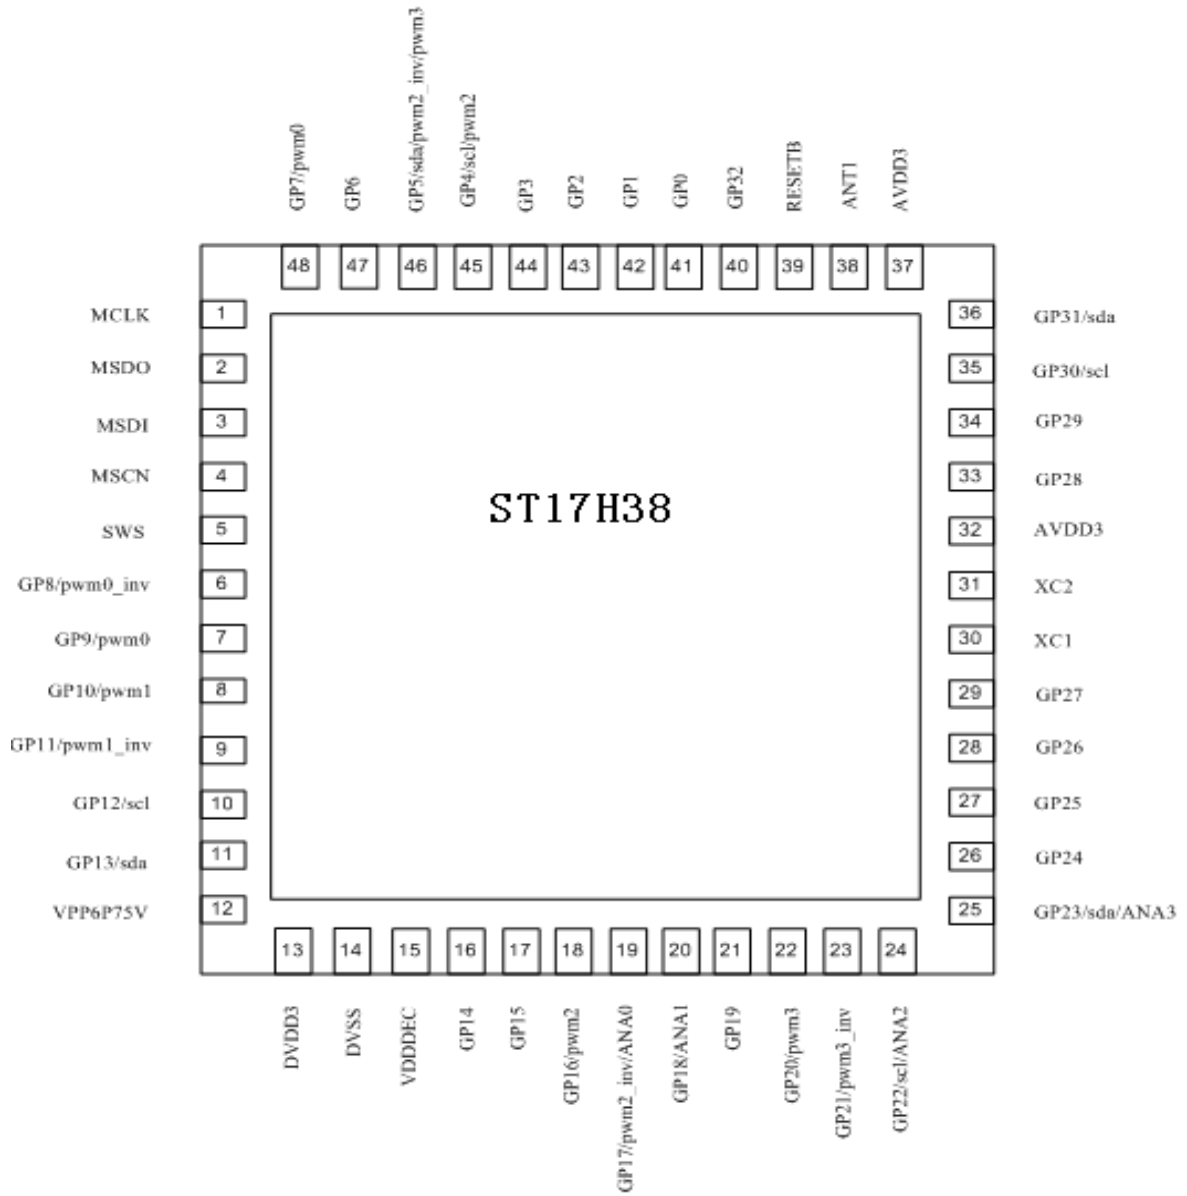 GP7/pwm0
GP6
GP5/sda/pwm2_inv/pwm3
GP4/scl/pwm2
GP3
GP2
GP1
GP0
GP32
RESETB
ANT1
AVDD3
48
47
46
45
44
43
42
41
40
39
38
37
MCLK
1
MSDO
2
MSDI
3
MSCN
4
SWS
5
GP8/pwm0_inv
6
GP9/pwm0
7
GP10/pwm1
8
GP11/pwm1_inv
9
GP12/scl
10
GP13/sda
11
VPP6P75V
12
ST17H38
36
GP31/sda
35
GP30/scl
34
GP29
33
GP28
32
AVDD3
31
XC2
30
XC1
29
GP27
28
GP26
27
GP25
26
GP24
25
GP23/sda/ANA3
13
14
15
16
17
18
19
20
21
22
23
24
DVDD3
DVSS
VDDDEC
GP14
GP15
GP16/pwm2
GP17/pwm2_inv/ANA0
GP18/ANA1
GP19
GP20/pwm3
GP21/pwm3_inv
GP22/scl/ANA2